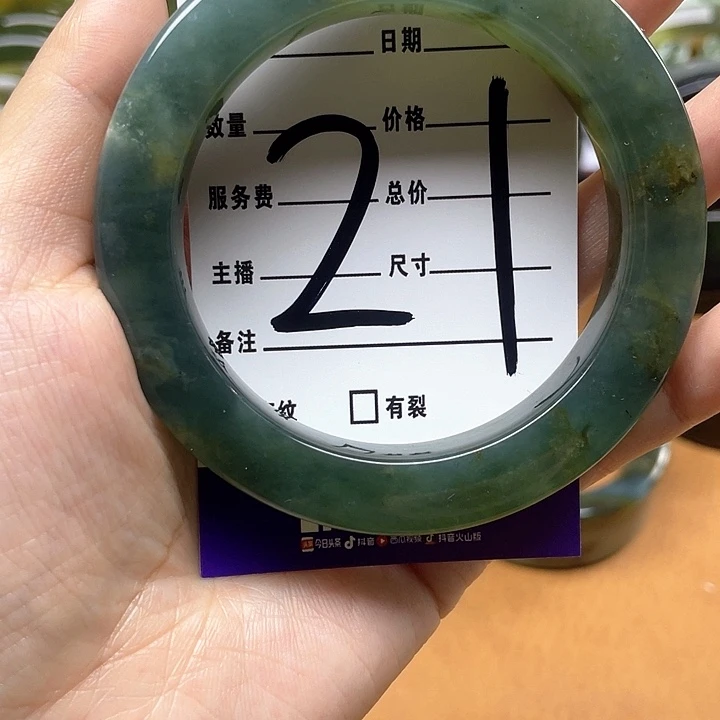 日期
数量 价格
服务费 总价
主播 尺寸
备注
纹 □ 有裂
21
今日头条 抖音 西瓜视频 抖音火山版